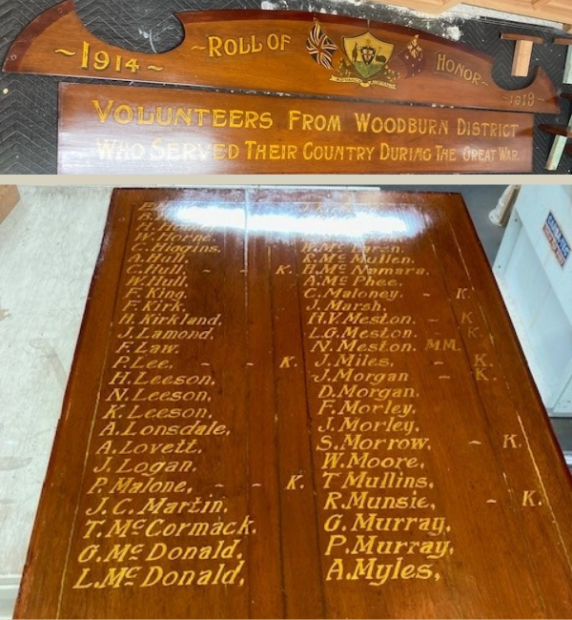 ~1914~ ~ROLL OF HONOR~ ~1919~
VOLUNTEERS FROM WOODBURN DISTRICT
WHO SERVED THEIR COUNTRY DURING THE GREAT WAR
W. Horne.
C. Higgins,
A. Hull,
C. Hull, - - K.
W. Hull,
F. King,
F. Kirk,
H. Kirkland,
J. Lamond,
F. Law.
P. Lee, - - K.
H. Leeson,
N. Leeson,
K. Leeson,
A. Lonsdale,
A. Lovett,
J. Logan.
P. Malone, - - K.
J. C. Martin,
T. McCormack.
G. McDonald,
L. McDonald,
R. McMullen.
H. McNamara.
A. McPhee.
C. Maloney. - K.
J. Marsh.
H.V. Meston. - K
L.G. Meston. - K
N. Meston. M.M.
J. Miles, - K.
J. Morgan - K.
D. Morgan.
F. Morley,
J. Morley,
S. Morrow, - K.
W. Moore,
T Mullins,
R. Munsie, - K.
G. Murray,
P. Murray,
A. Myles,